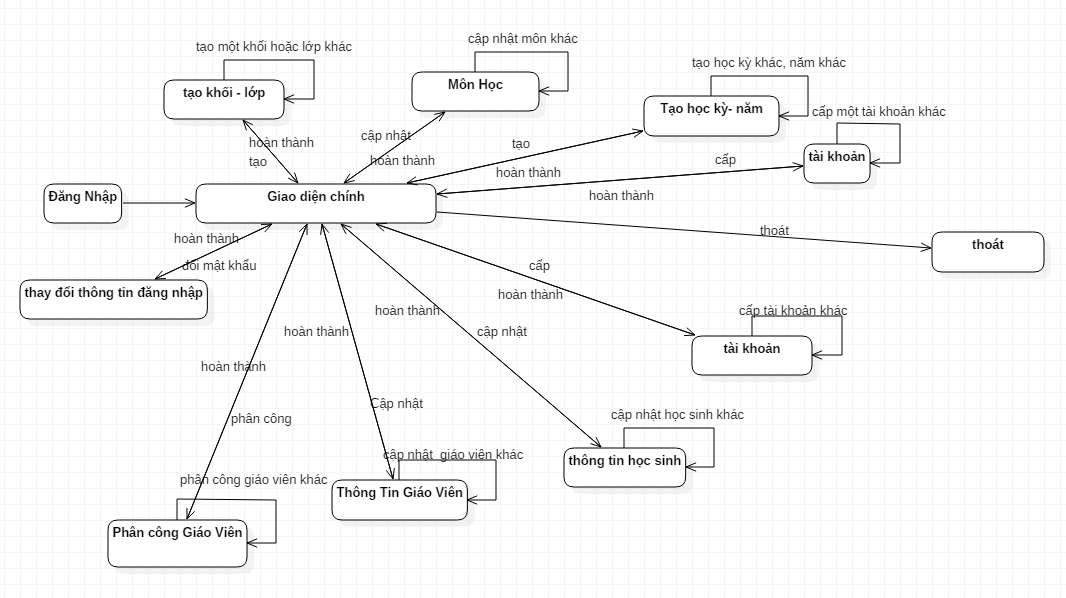 cập nhật môn khác
tạo một khối hoặc lớp khác
tạo học kỳ khác, năm khác
Môn Học
tạo khối - lớp
Tạo học kỳ- năm
cấp một tài khoản khác
cập nhật
hoàn thành
tạo
tài khoản
hoàn thành
cấp
tạo
hoàn thành
Đăng Nhập
Giao diện chính
hoàn thành
thoát
hoàn thành
thoát
đổi mật khẩu
cấp
thay đổi thông tin đăng nhập
hoàn thành
hoàn thành
cấp tài khoản khác
hoàn thành
cập nhật
tài khoản
hoàn thành
Cập nhật
phân công
cập nhật học sinh khác
cập nhật  giáo viên khác
thông tin học sinh
phân công giáo viên khác
Thông Tin Giáo Viên
Phân công Giáo Viên